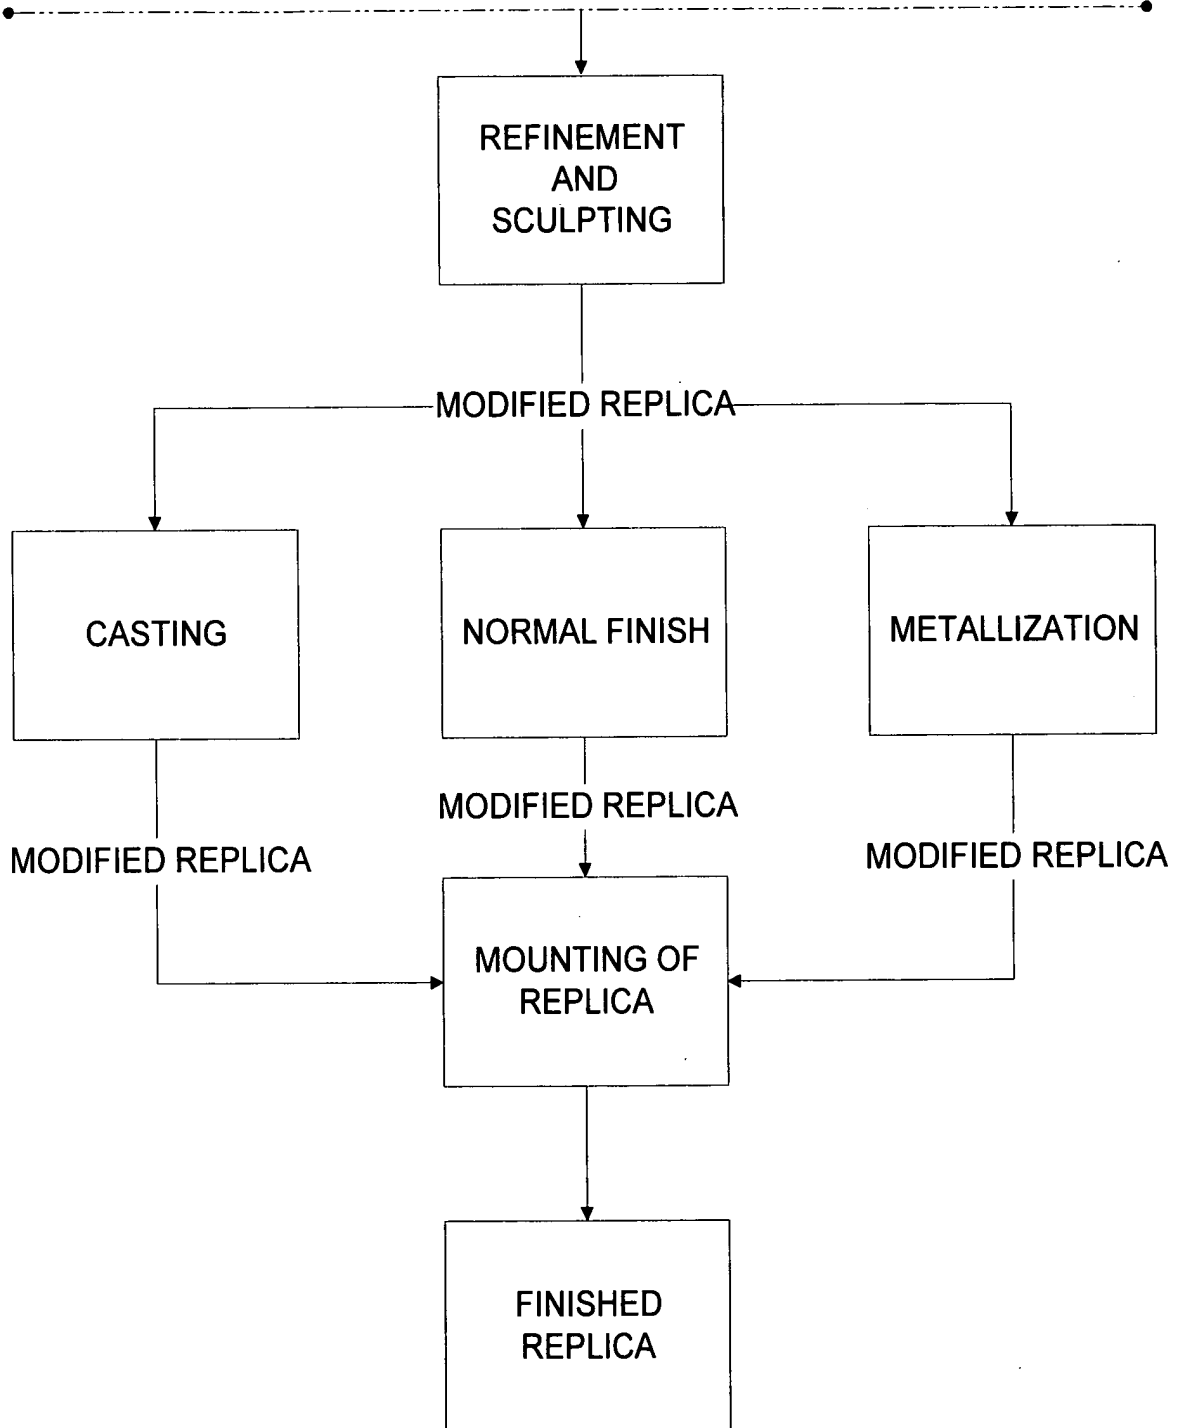 REFINEMENT
AND
SCULPTING
MODIFIED REPLICA
CASTING
NORMAL FINISH
METALLIZATION
MODIFIED REPLICA
MODIFIED REPLICA
MODIFIED REPLICA
MOUNTING OF
REPLICA
FINISHED
REPLICA